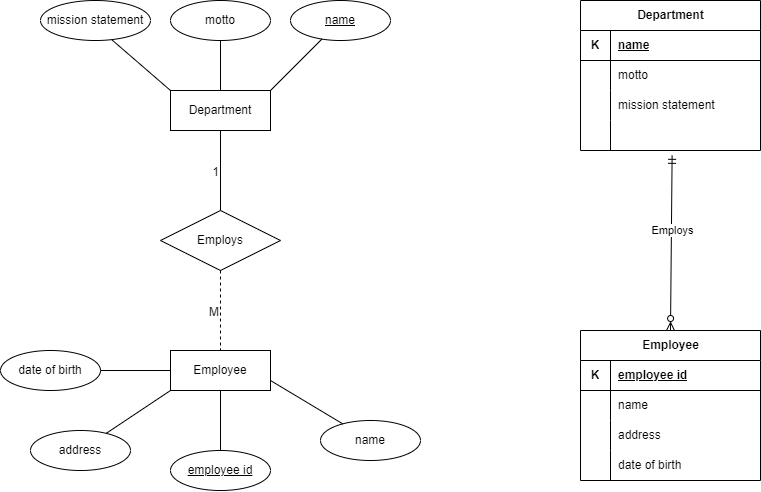 mission statement
motto
name
Department
1
Employs
M
Employee
date of birth
address
employee id
name
Department
K name
motto
mission statement
Employs
Employee
K employee id
name
address
date of birth